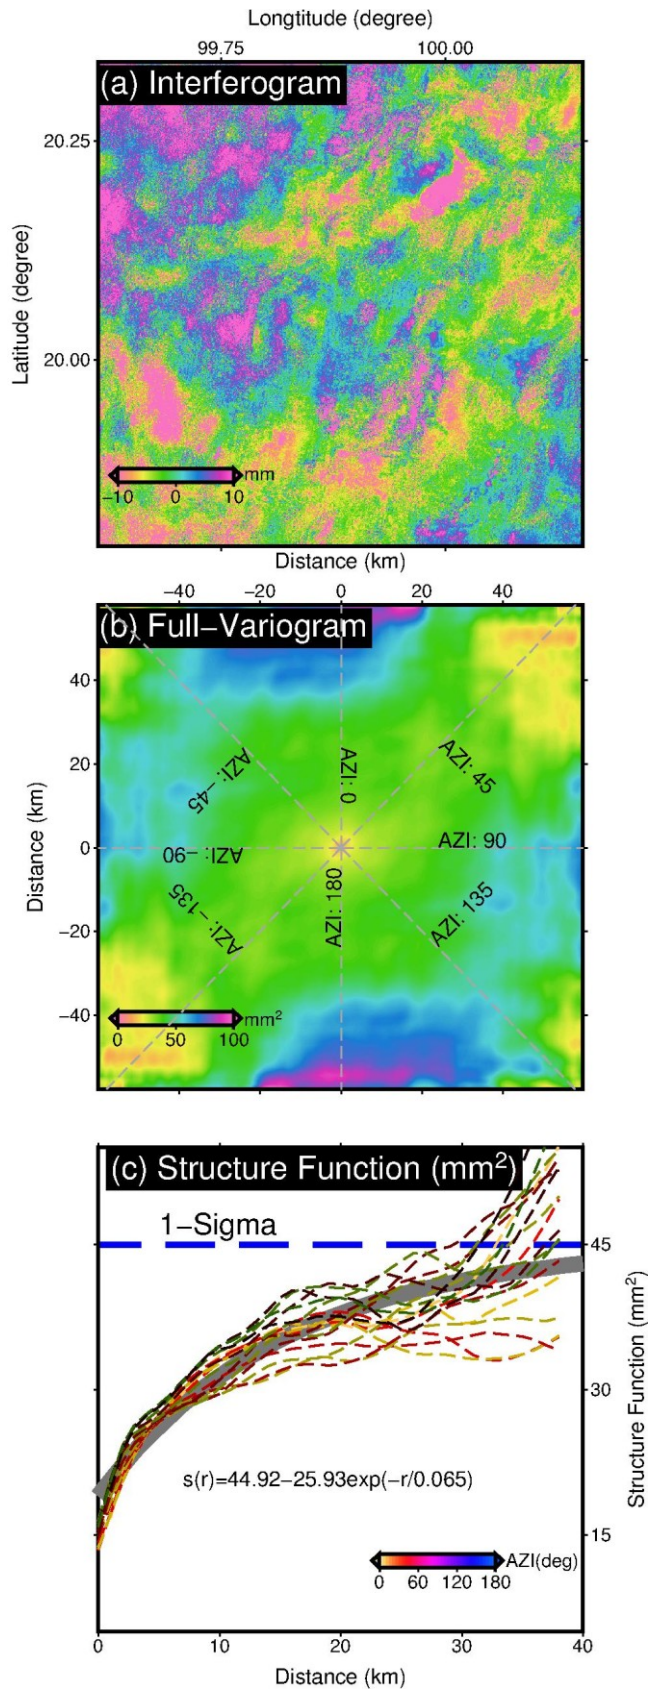 Longtitude (degree)
99.75 100.00
(a) Interferogram
20.25
Latitude (degree)
20.00
mm
−10 0 10
Distance (km)
−40 −20 0 20 40
(b) Full−Variogram
40
AZI: −45
AZI: 0
AZI: 45
20
Distance (km)
0
AZI: −90
AZI: 90
AZI: −135
AZI: 180
AZI: 135
−20
−40
mm²
0 50 100
(c) Structure Function (mm²)
1−Sigma
45
30
Structure Function (mm²)
s(r)=44.92−25.93exp(−r/0.065)
15
AZI(deg)
0 60 120 180
0 20 30 40
Distance (km)